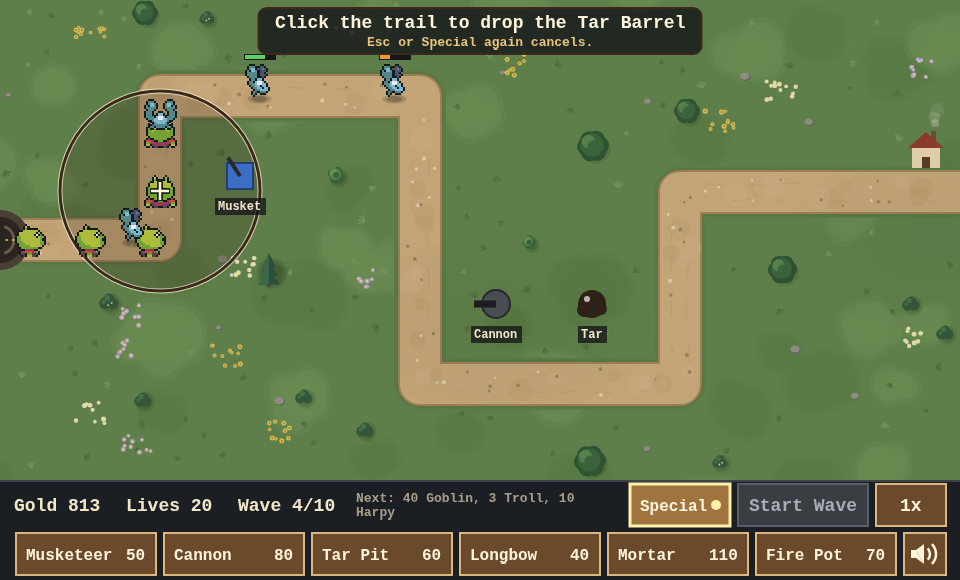 Click the trail to drop the Tar Barrel
Esc or Special again cancels.
Musket
Cannon
Tar
Gold 813
Lives 20
Wave 4/10
Next: 40 Goblin, 3 Troll, 10
Harpy
Special
Start Wave
1x
Musketeer 50
Cannon 80
Tar Pit 60
Longbow 40
Mortar 110
Fire Pot 70